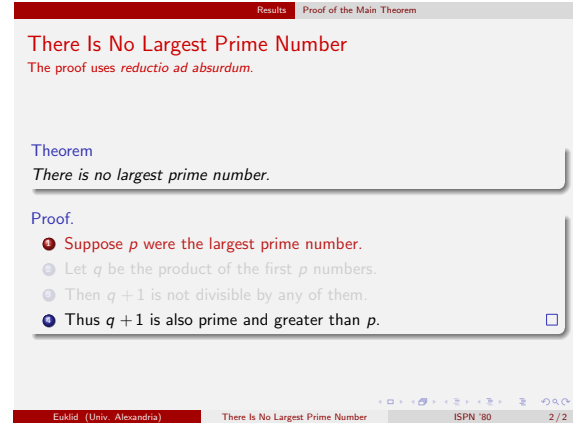 Results Proof of the Main Theorem
There Is No Largest Prime Number
The proof uses reductio ad absurdum.
Theorem
There is no largest prime number.
Proof.
1 Suppose p were the largest prime number.
2 Let q be the product of the first p numbers.
3 Then q + 1 is not divisible by any of them.
4 Thus q + 1 is also prime and greater than p.
Euklid (Univ. Alexandria) There Is No Largest Prime Number ISPN '80 2 / 2